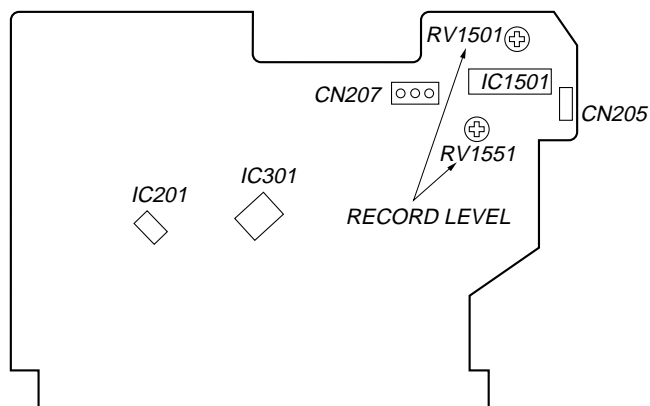 RV1501
IC1501
CN207
CN205
RV1551
IC301
IC201
RECORD LEVEL